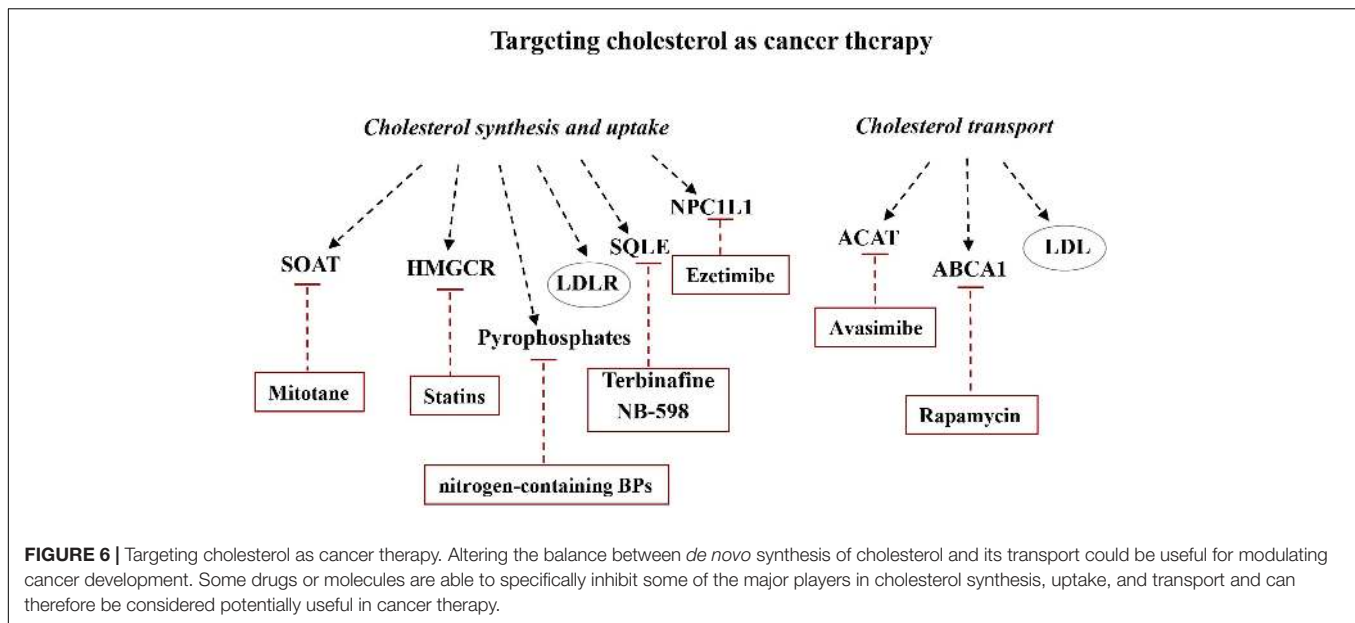 Targeting cholesterol as cancer therapy
Cholesterol synthesis and uptake
Cholesterol transport
NPC1L1
SQLE
ACAT
LDL
SOAT
HMGCR
LDLR
Ezetimibe
ABCA1
Pyrophosphates
Avasimibe
Mitotane
Statins
Terbinafine
NB-598
Rapamycin
nitrogen-containing BPs
FIGURE 6 | Targeting cholesterol as cancer therapy. Altering the balance between de novo synthesis of cholesterol and its transport could be useful for modulating
cancer development. Some drugs or molecules are able to specifically inhibit some of the major players in cholesterol synthesis, uptake, and transport and can
therefore be considered potentially useful in cancer therapy.